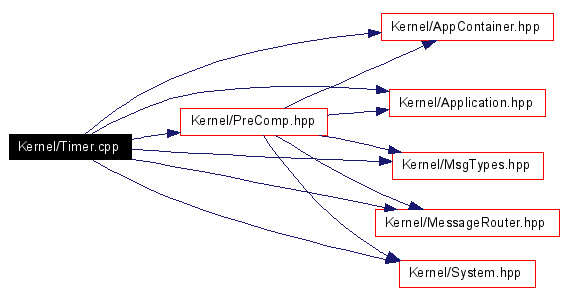 Kernel/AppContainer.hpp
Kernel/Application.hpp
Kernel/PreComp.hpp
Kernel/Timer.cpp
Kernel/MsgTypes.hpp
Kernel/MessageRouter.hpp
Kernel/System.hpp